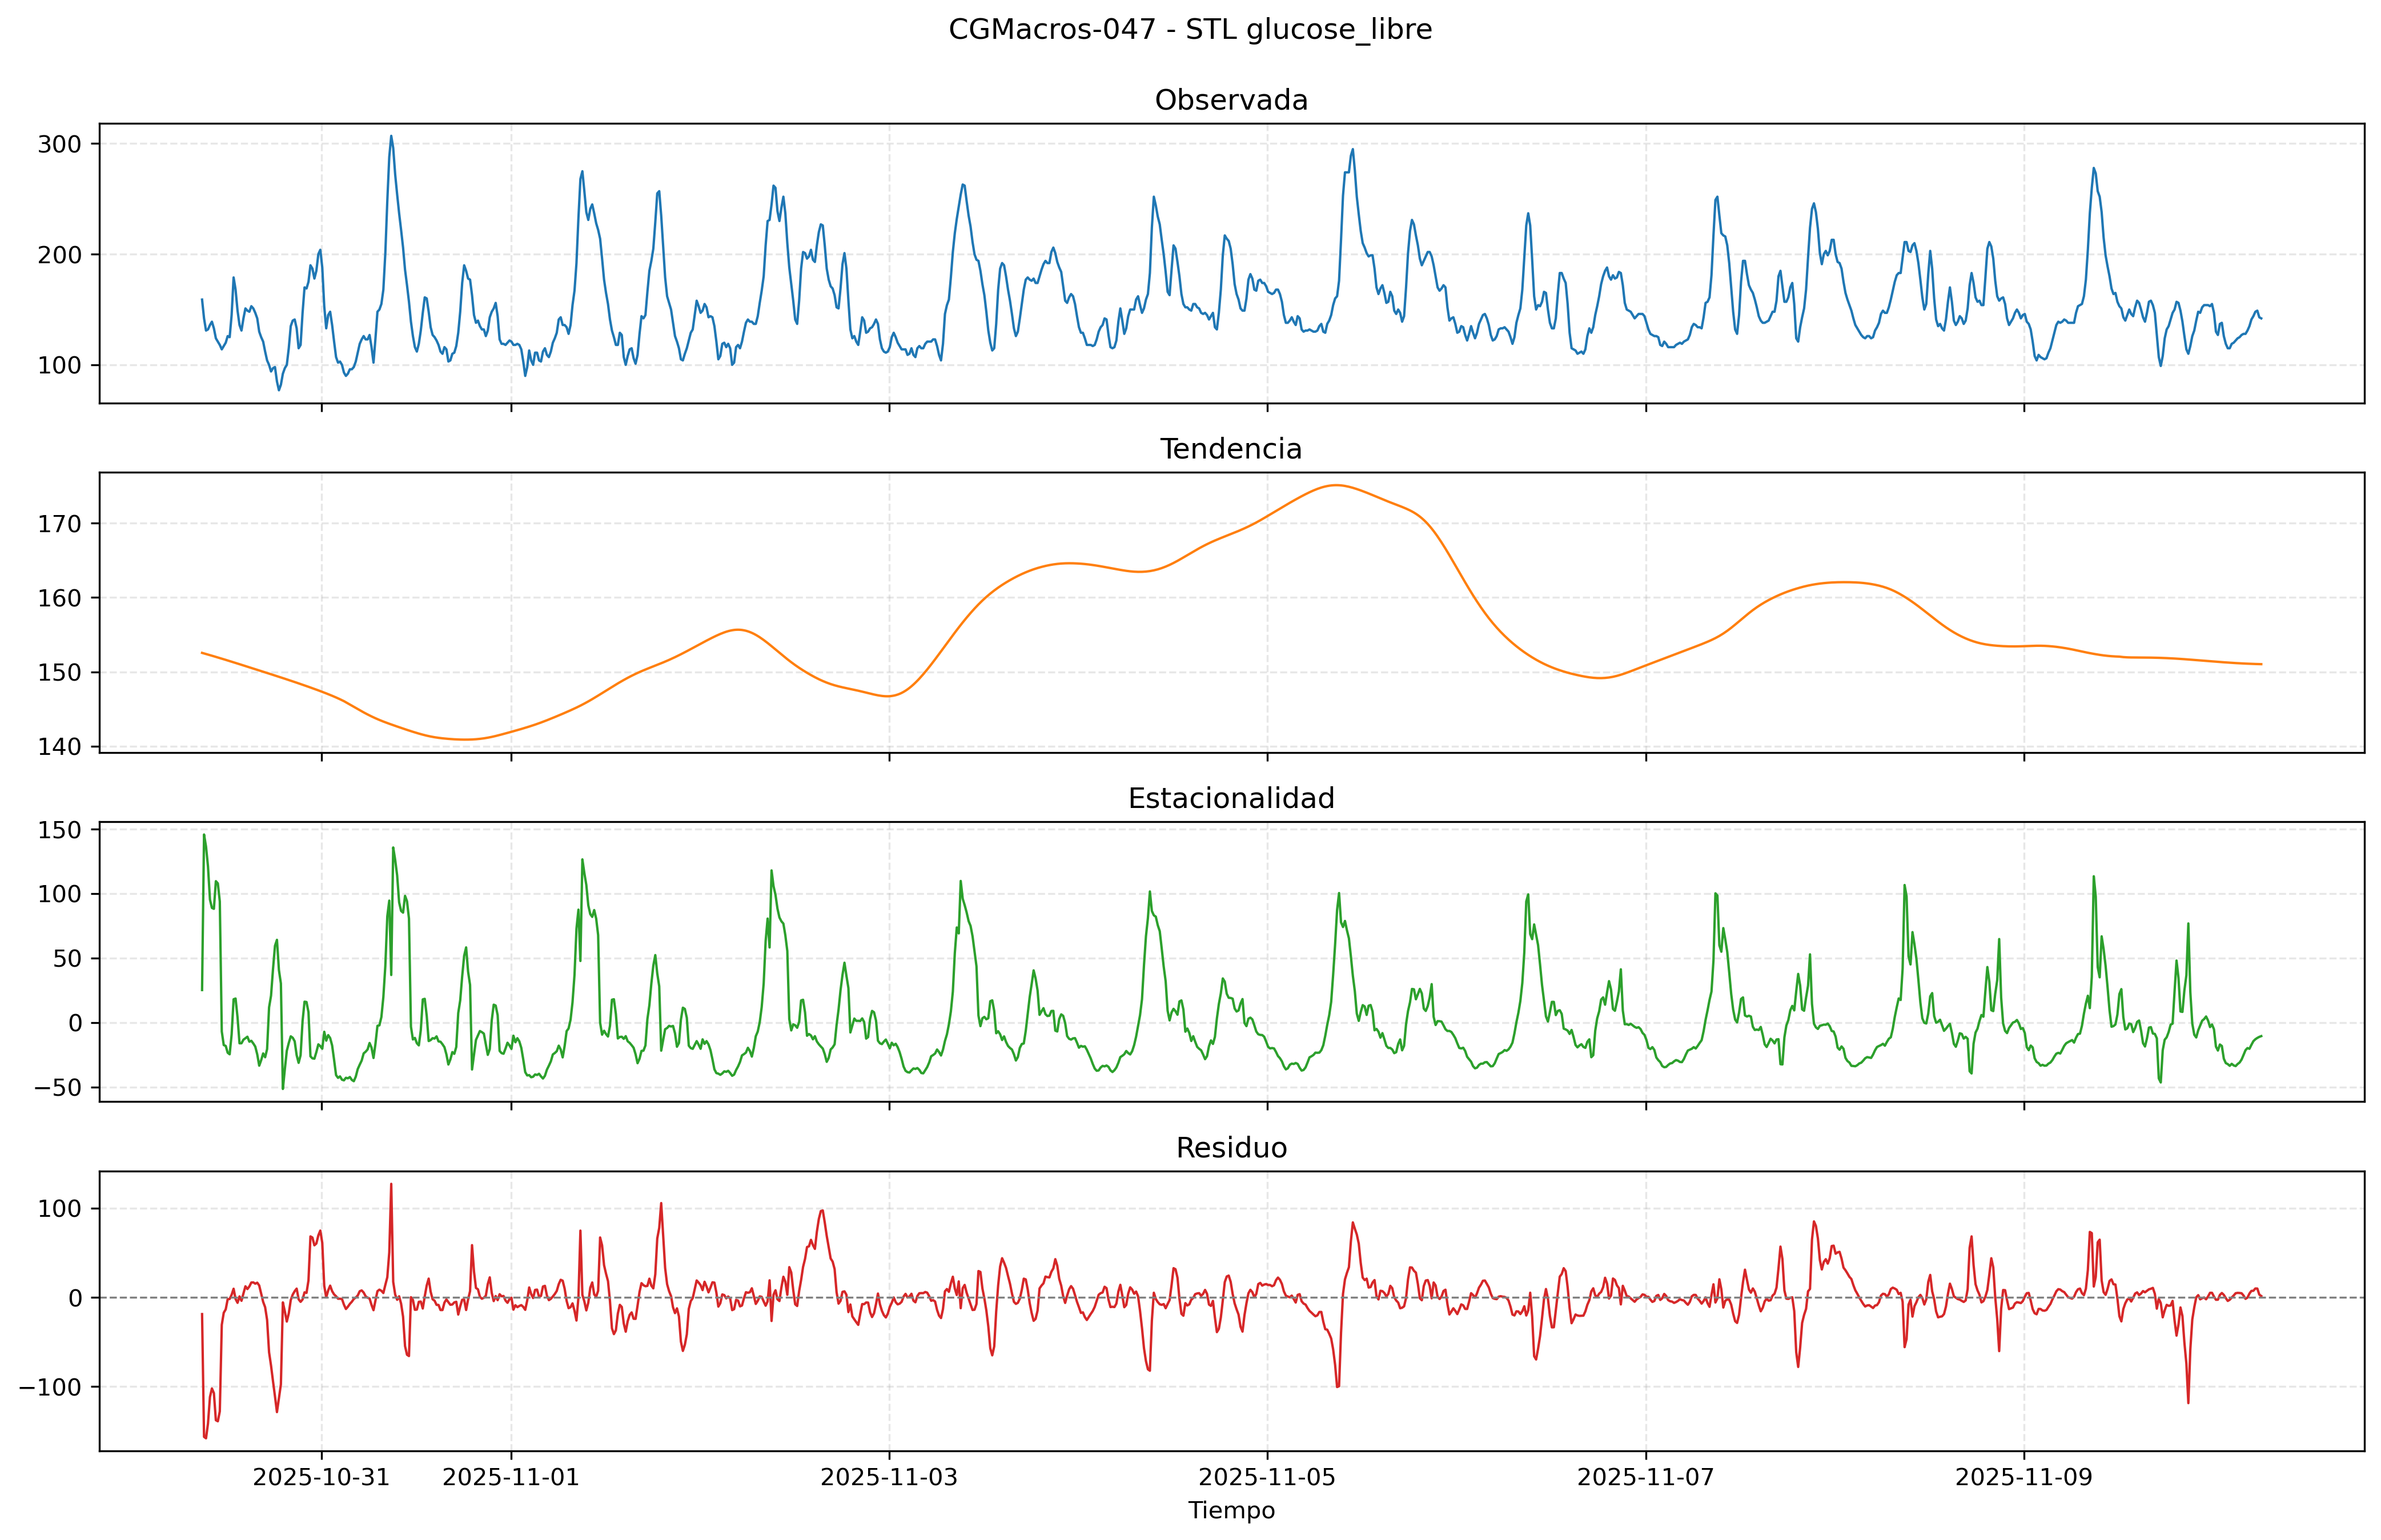 CGMacros-047 - STL glucose_libre
Observada
300
200
100
Tendencia
170
160
150
140
Estacionalidad
150
100
50
0
−50
Residuo
100
0
−100
2025-10-31 2025-11-01 2025-11-03 2025-11-05 2025-11-07 2025-11-09
Tiempo